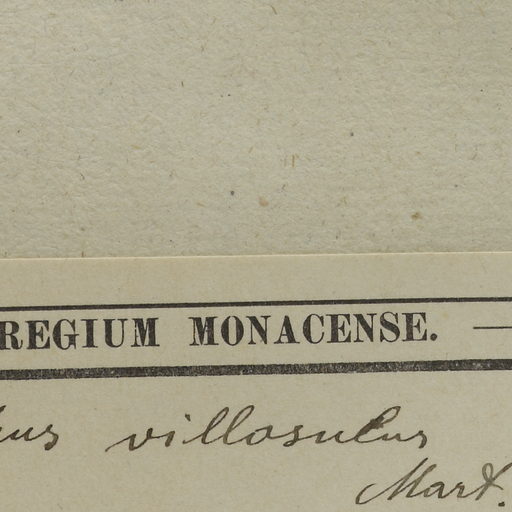 REGIUM MONACENSE. —
villosulus
Mart.